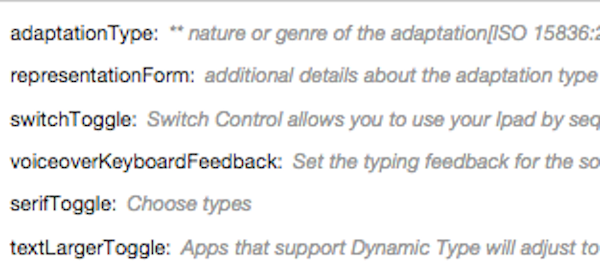 adaptationType: ** nature or genre of the adaptation[ISO 15836:2
representationForm: additional details about the adaptation type
switchToggle: Switch Control allows you to use your Ipad by seq
voiceoverKeyboardFeedback: Set the typing feedback for the so
serifToggle: Choose types
textLargerToggle: Apps that support Dynamic Type will adjust to